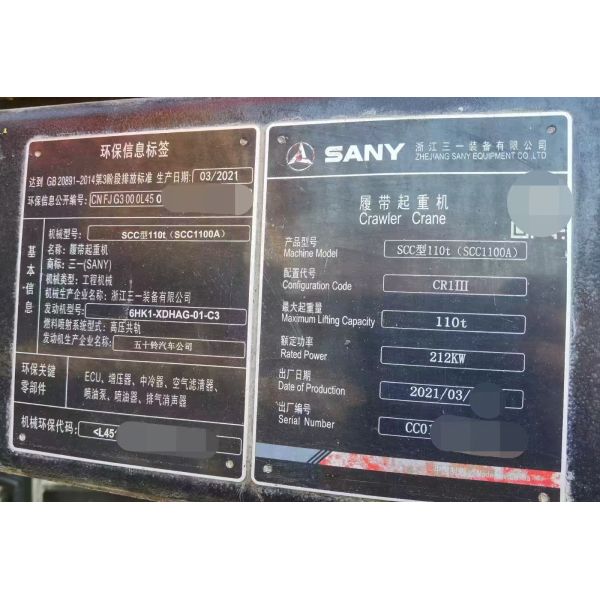 环保信息标签
达到 GB 20891-2014第3阶段排放标准 生产日期: 03/2021
环保信息公开编号: CN FJ G3 00 0L45 0
基本信息
机械型号: SCC型110t (SCC1100A)
名称: 履带起重机
商标: 三一(SANY)
机械类型: 工程机械
机械生产企业名称: 浙江三一装备有限公司
发动机型号: 6HK1-XDHAG-01-C3
燃料喷射系统型式: 高压共轨
发动机生产企业名称: 五十铃汽车公司
环保关键
零部件
ECU、增压器、中冷器、空气滤清器、
喷油泵、喷油器、排气消声器
机械环保代码: <L45
SANY 浙江三一装备有限公司
ZHEJIANG SANY EQUIPMENT CO.,LTD
履带起重机
Crawler Crane
产品型号
Machine Model
SCC型110t (SCC1100A)
配置代号
Configuration Code
CR1III
最大起重量
Maximum Lifting Capacity
110t
额定功率
Rated Power
212KW
出厂日期
Date of Production
2021/03/
出厂编号
Serial Number
CC01